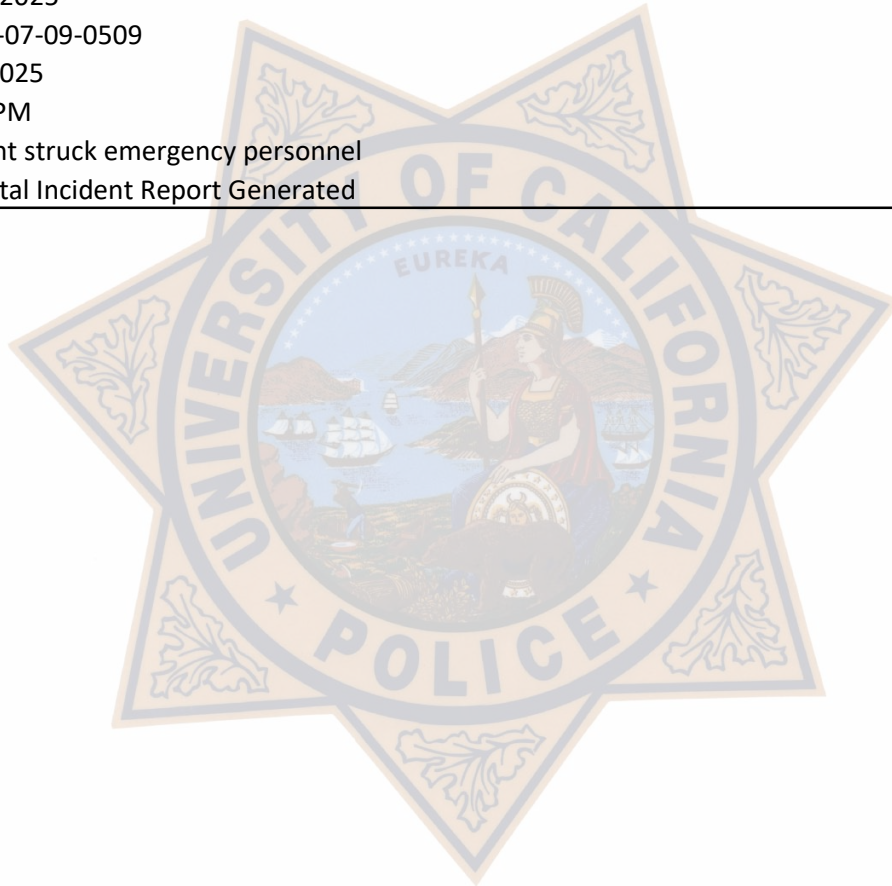 2025
-07-09-0509
025
PM
nt struck emergency personnel
tal Incident Report Generated
UNIVERSITY OF CALIFORNIA
EUREKA
POLICE